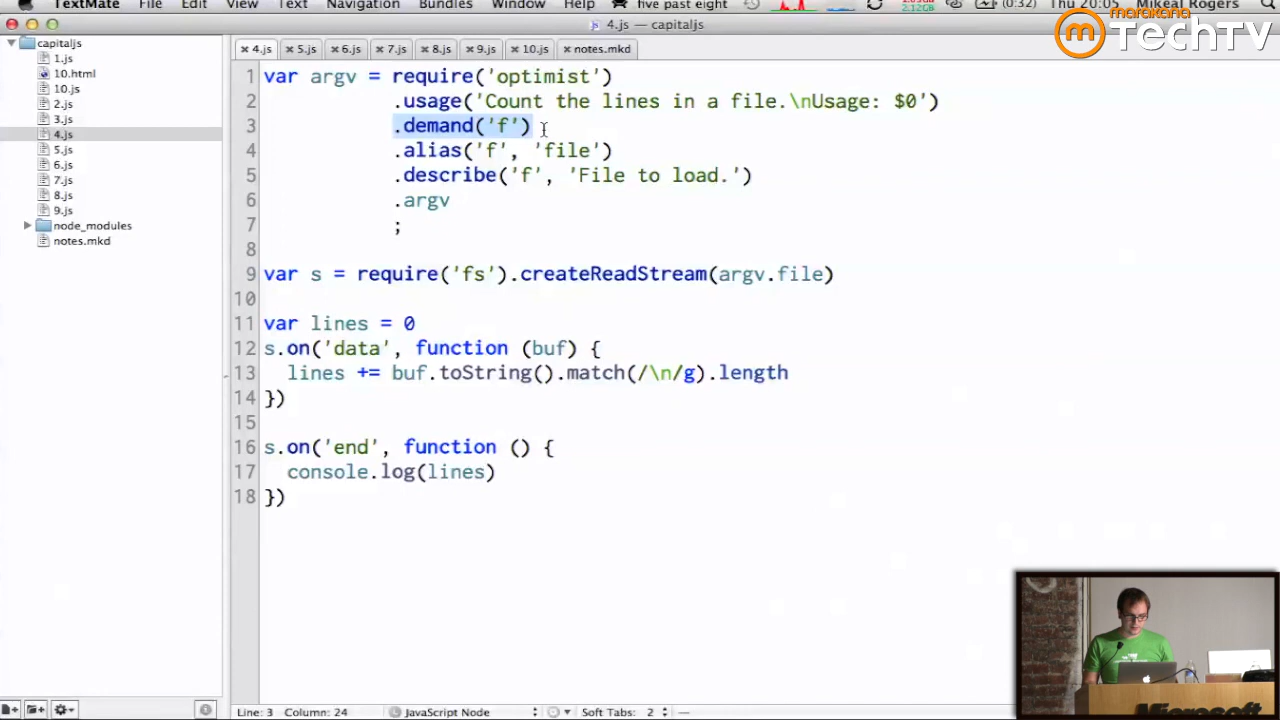 TextMate File Edit View Text Navigation Bundles Window Help five past eight 2.12GB (0:32) Thu 20:05 Mikeal Rogers
marakana
TechTV
4.js — capitaljs
capitaljs
1.js
10.html
10.js
2.js
3.js
4.js
5.js
6.js
7.js
8.js
9.js
node_modules
notes.mkd
4.js 5.js 6.js 7.js 8.js 9.js 10.js notes.mkd
1 var argv = require('optimist')
2 .usage('Count the lines in a file.\nUsage: $0')
3 .demand('f')
4 .alias('f', 'file')
5 .describe('f', 'File to load.')
6 .argv
7 ;
8
9 var s = require('fs').createReadStream(argv.file)
10
11 var lines = 0
12 s.on('data', function (buf) {
13 lines += buf.toString().match(/\n/g).length
14 })
15
16 s.on('end', function () {
17 console.log(lines)
18 })
Line: 3 Column: 24 JavaScript Node Soft Tabs: 2 —
Microsoft